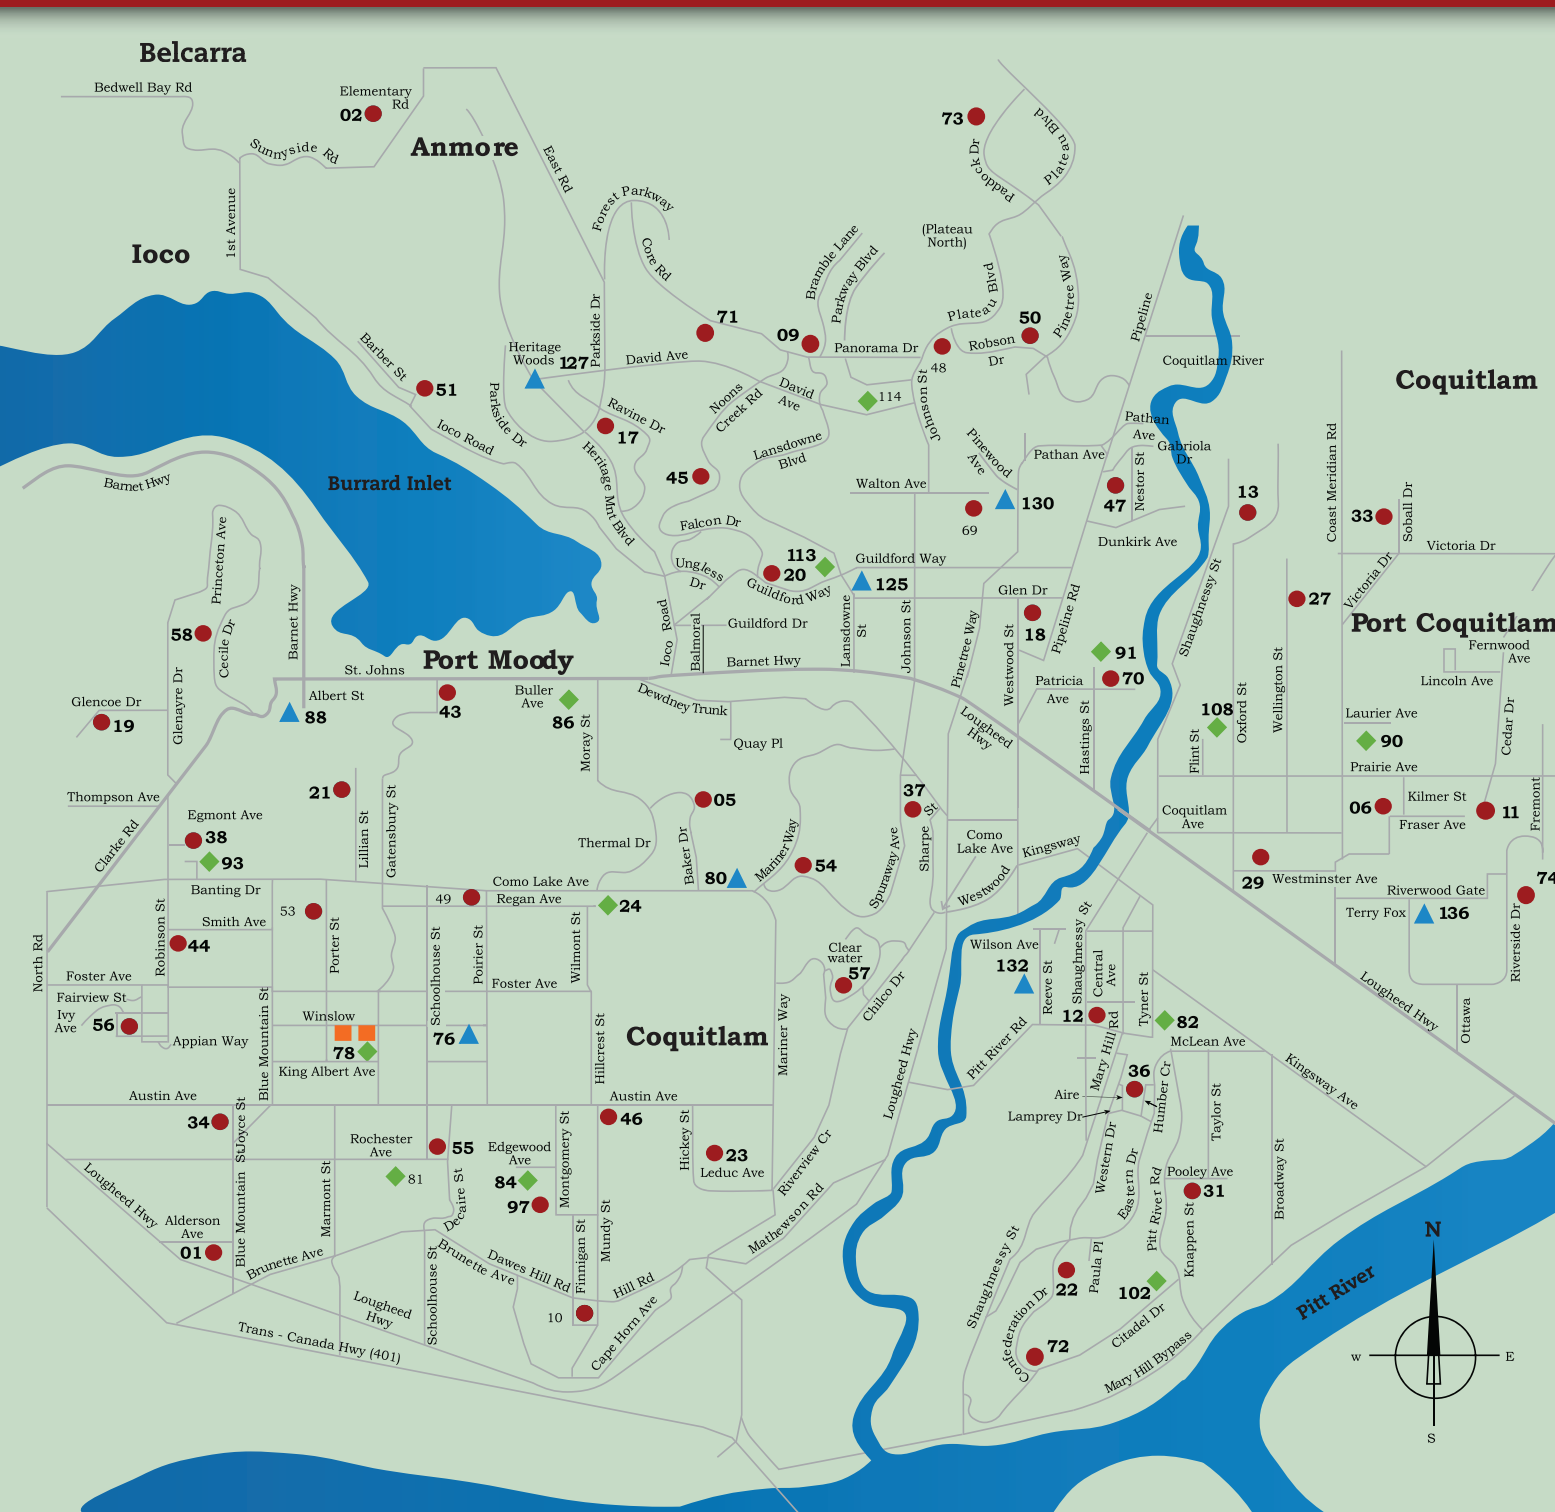 Belcarra
Bedwell Bay Rd
Elementary
Rd
02
Anmore
Sunnyside Rd
East Rd
1st Avenue
Ioco
Forest Parkway
Core Rd
73
Paddock Dr
Plateau Blvd
(Plateau
North)
Bramble Lane
Parkway Blvd
Plateau Blvd
Pinetree Way
Pipeline
Parkside Dr
71
09
Panorama Dr
48
Robson
Dr
50
Coquitlam River
Barber St
51
Heritage
Woods
127
David Ave
Parkside Dr
Ravine Dr
17
Noons
Creek Rd
David
Ave
114
Johnson St
Coquitlam
Ioco Road
Heritage Mnt Blvd
Lansdowne
Blvd
Pinewood
Ave
Pathan
Ave
Pathan Ave
Gabriola
Dr
Coast Meridian Rd
Barnet Hwy
Burrard Inlet
45
Walton Ave
69
130
47
Nestor St
13
33
Soball Dr
Falcon Dr
Dunkirk Ave
Victoria Dr
Victoria Dr
Princeton Ave
Ungless
Dr
113
20
Guildford Way
Guildford Way
125
Glen Dr
18
Pipeline Rd
Shaughnessy St
27
58
Cecile Dr
Barnet Hwy
Ioco Road
Balmoral
Guildford Dr
Lansdowne
St
Johnson St
Pinetree Way
Westwood St
Port Coquitlam
Fernwood
Ave
St. Johns
Port Moody
Barnet Hwy
91
70
Patricia
Ave
Wellington St
Lincoln Ave
Glencoe Dr
19
Glenayre Dr
Albert St
88
43
Buller
Ave
86
Moray St
Dewdney Trunk
Quay Pl
Lougheed
Hwy
Hastings St
108
Flint St
Oxford St
Laurier Ave
90
Cedar Dr
Prairie Ave
Thompson Ave
21
Lillian St
Gatensbury St
05
37
Sharpe St
Coquitlam
Ave
06
Kilmer St
Fraser Ave
11
Fremont
Clarke Rd
Egmont Ave
38
93
Thermal Dr
Baker Dr
80
Mariner Way
54
Spuraway Ave
Como
Lake Ave
Kingsway
Westwood
29
Westminster Ave
Riverwood Gate
74
Banting Dr
Como Lake Ave
Regan Ave
49
24
Terry Fox
136
Smith Ave
53
44
North Rd
Robinson St
Porter St
Schoolhouse St
Poirier St
Wilmont St
Clear
water
57
Chilco Dr
Wilson Ave
132
Reeve St
Shaughnessy St
Central
Ave
Tyner St
Riverside Dr
Foster Ave
Foster Ave
Fairview St
Ivy
Ave
56
Appian Way
Blue Mountain St
Winslow
78
King Albert Ave
76
Hillcrest St
Coquitlam
Mariner Way
Lougheed Hwy
Pitt River Rd
12
Mary Hill Rd
82
McLean Ave
Lougheed Hwy
Ottawa
Kingsway Ave
Austin Ave
Austin Ave
36
Aire
Lamprey Dr
Humber Cr
Taylor St
34
Joyce St
46
Rochester
Ave
55
Edgewood
Ave
81
84
97
Montgomery St
Hickey St
23
Leduc Ave
Riverview Cr
Western Dr
Eastern Dr
Pooley Ave
31
Broadway St
Lougheed Hwy
Alderson
Ave
01
Blue Mountain St
Marmont St
Decaire St
Mundy St
Finnigan St
Mathewson Rd
Pitt River Rd
Knappen St
Brunette Ave
Brunette Ave
Dawes Hill Rd
Hill Rd
Cape Horn Ave
10
Schoolhouse St
Lougheed
Hwy
Trans - Canada Hwy (401)
Shaughnessy St
22
Paula Pl
102
Confederation Dr
72
Citadel Dr
Mary Hill Bypass
Pitt River
N
W
E
S